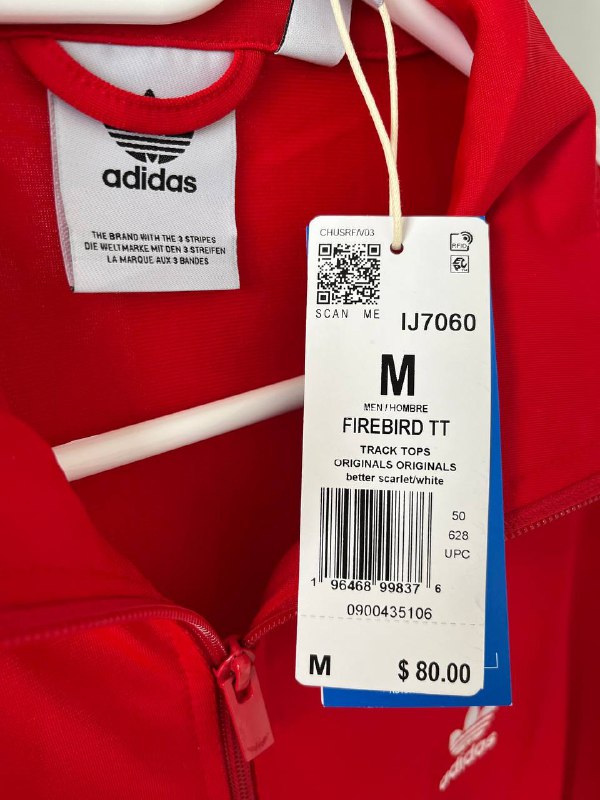 adidas
THE BRAND WITH THE 3 STRIPES
DIE WELTMARKE MIT DEN 3 STREIFEN
LA MARQUE AUX 3 BANDES
CHUSRF/V03
RFID
SCAN ME
IJ7060
M
MEN / HOMBRE
FIREBIRD TT
TRACK TOPS
ORIGINALS ORIGINALS
better scarlet/white
50
628
UPC
1 96468 99837 6
0900435106
M $ 80.00
adidas